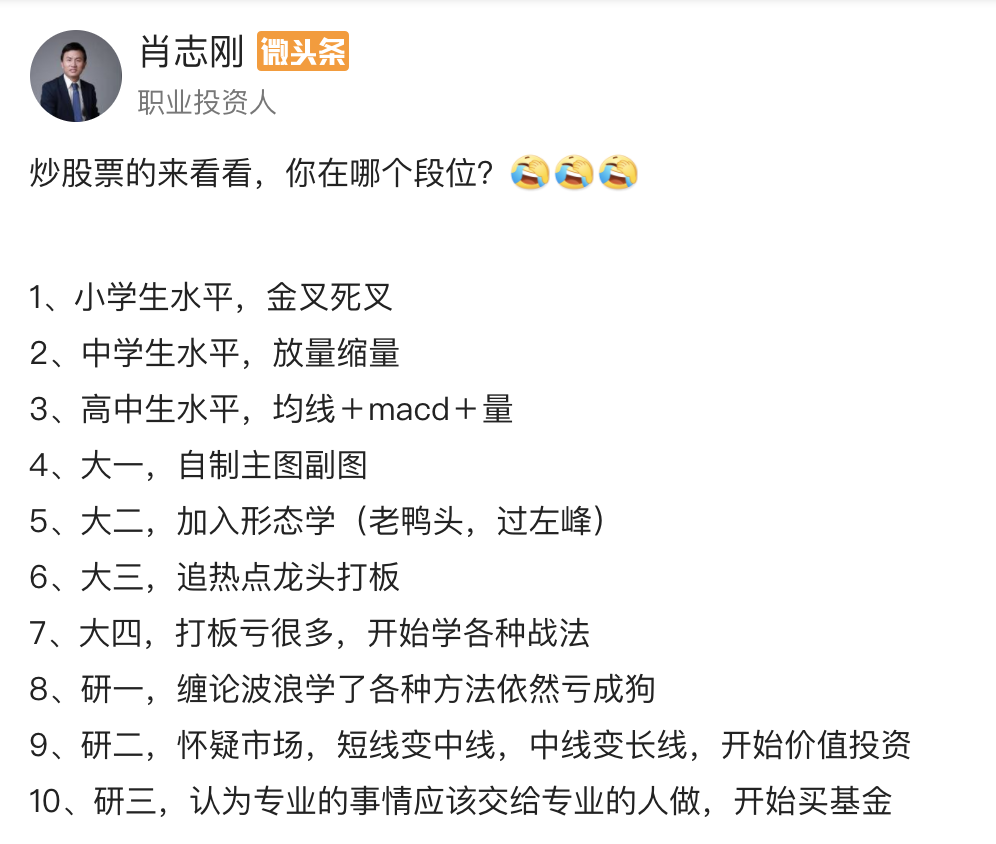 肖志刚 微头条
职业投资人
炒股票的来看看，你在哪个段位？🤣🤣🤣
1、小学生水平，金叉死叉
2、中学生水平，放量缩量
3、高中生水平，均线＋macd＋量
4、大一，自制主图副图
5、大二，加入形态学（老鸭头，过左峰）
6、大三，追热点龙头打板
7、大四，打板亏很多，开始学各种战法
8、研一，缠论波浪学了各种方法依然亏成狗
9、研二，怀疑市场，短线变中线，中线变长线，开始价值投资
10、研三，认为专业的事情应该交给专业的人做，开始买基金